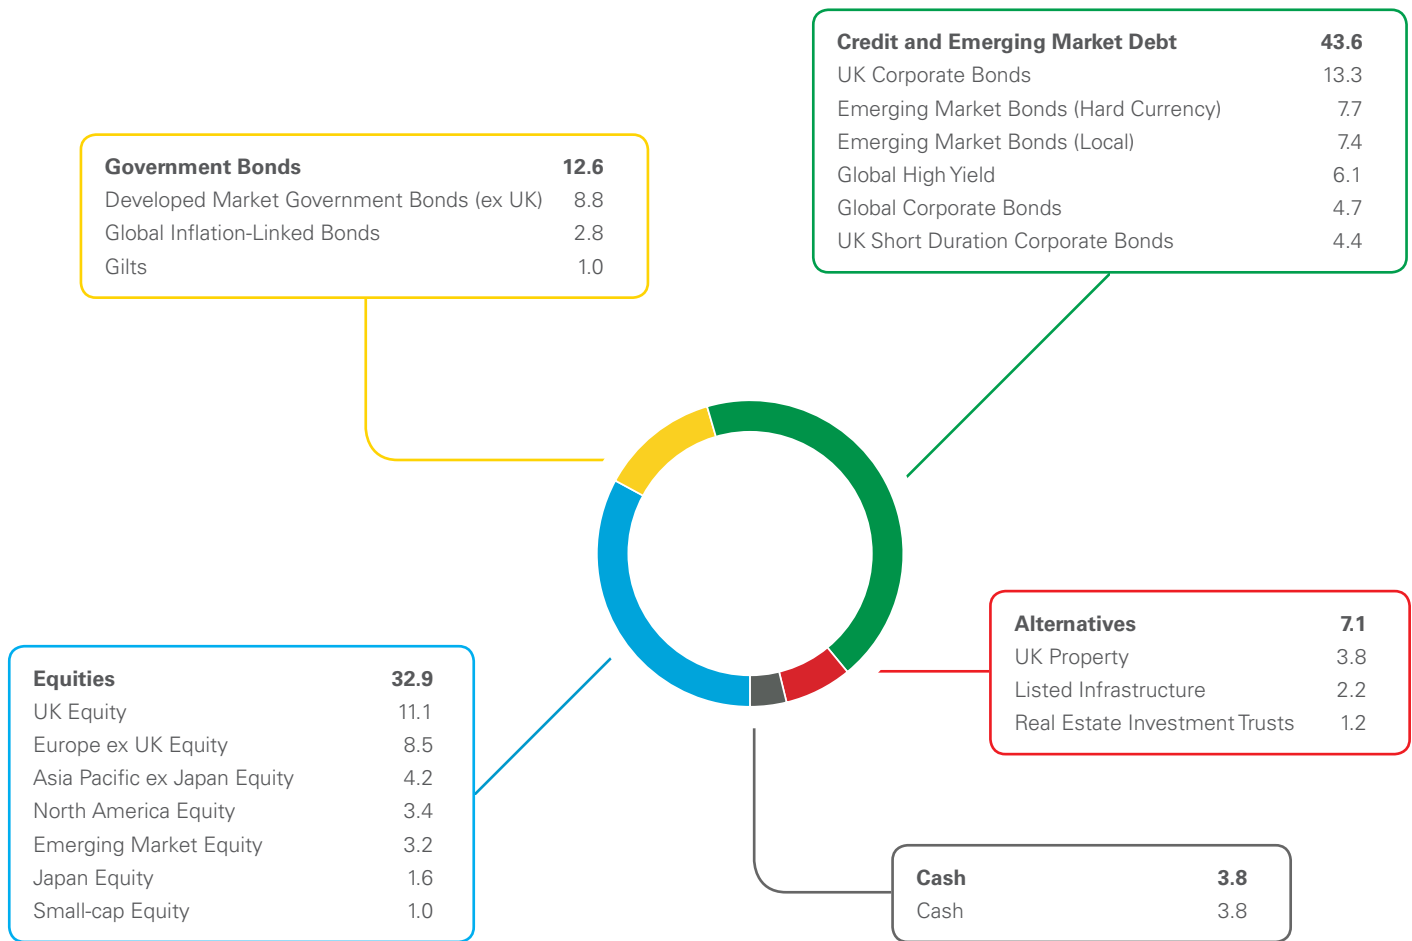 Credit and Emerging Market Debt 43.6
UK Corporate Bonds 13.3
Emerging Market Bonds (Hard Currency) 7.7
Emerging Market Bonds (Local) 7.4
Global High Yield 6.1
Global Corporate Bonds 4.7
UK Short Duration Corporate Bonds 4.4
Government Bonds 12.6
Developed Market Government Bonds (ex UK) 8.8
Global Inflation-Linked Bonds 2.8
Gilts 1.0
Alternatives 7.1
UK Property 3.8
Listed Infrastructure 2.2
Real Estate Investment Trusts 1.2
Equities 32.9
UK Equity 11.1
Europe ex UK Equity 8.5
Asia Pacific ex Japan Equity 4.2
North America Equity 3.4
Emerging Market Equity 3.2
Japan Equity 1.6
Small-cap Equity 1.0
Cash 3.8
Cash 3.8